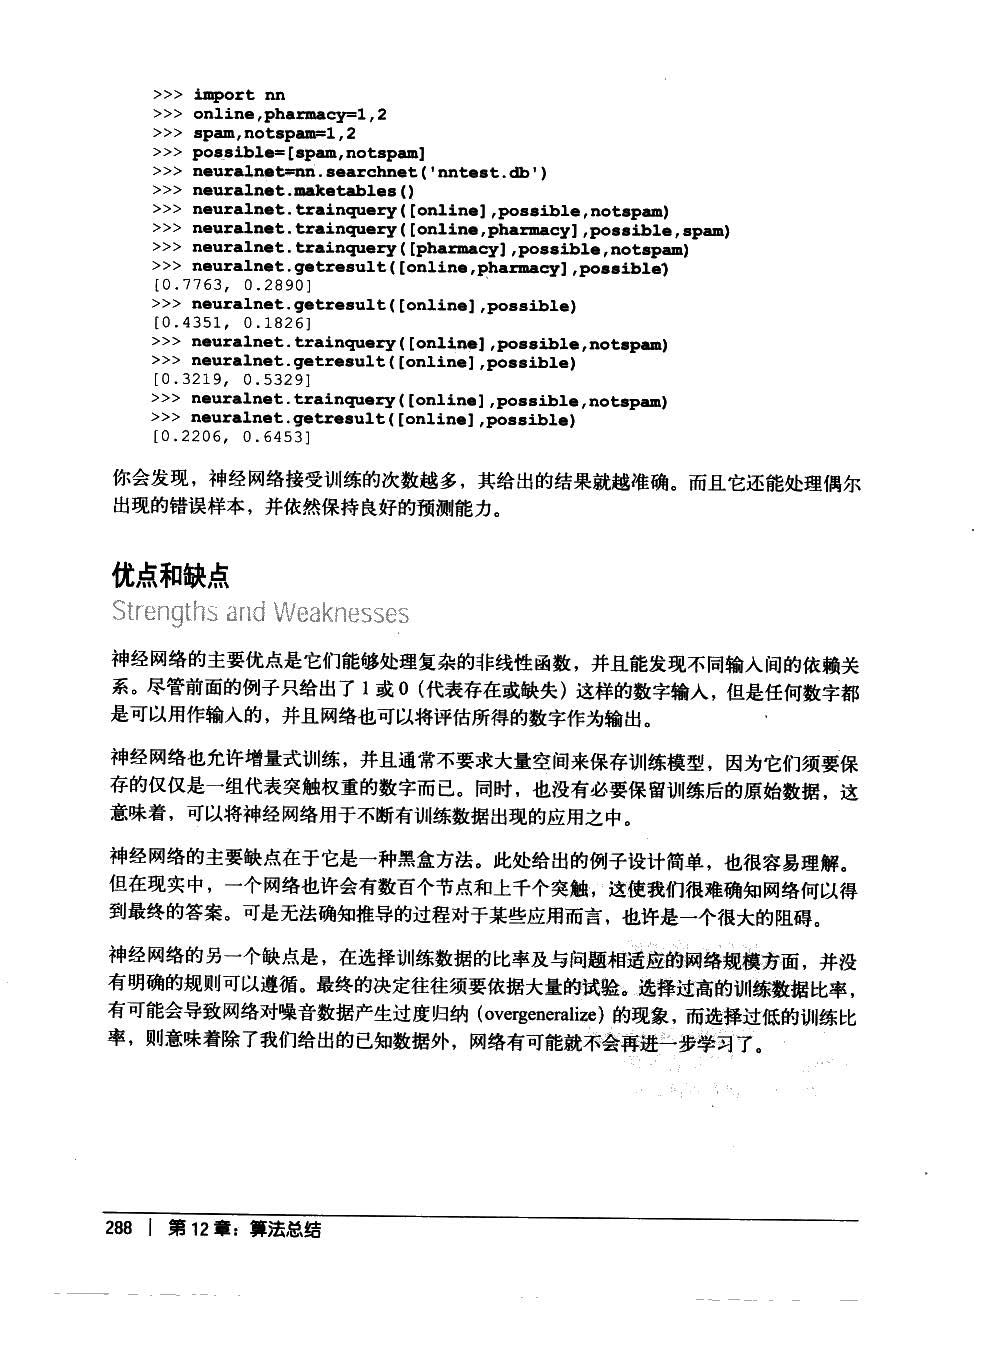 >>> import nn
>>> online,pharmacy=1,2
>>> spam,notspam=1,2
>>> possible=[spam,notspam]
>>> neuralnet=nn.searchnet('nntest.db')
>>> neuralnet.maketables()
>>> neuralnet.trainquery([online],possible,notspam)
>>> neuralnet.trainquery([online,pharmacy],possible,spam)
>>> neuralnet.trainquery([pharmacy],possible,notspam)
>>> neuralnet.getresult([online,pharmacy],possible)
[0.7763, 0.2890]
>>> neuralnet.getresult([online],possible)
[0.4351, 0.1826]
>>> neuralnet.trainquery([online],possible,notspam)
>>> neuralnet.getresult([online],possible)
[0.3219, 0.5329]
>>> neuralnet.trainquery([online],possible,notspam)
>>> neuralnet.getresult([online],possible)
[0.2206, 0.6453]
你会发现，神经网络接受训练的次数越多，其给出的结果就越准确。而且它还能处理偶尔
出现的错误样本，并依然保持良好的预测能力。
优点和缺点
Strengths and Weaknesses
神经网络的主要优点是它们能够处理复杂的非线性函数，并且能发现不同输入间的依赖关
系。尽管前面的例子只给出了 1 或 0（代表存在或缺失）这样的数字输入，但是任何数字都
是可以用作输入的，并且网络也可以将评估所得的数字作为输出。
神经网络也允许增量式训练，并且通常不要求大量空间来保存训练模型，因为它们须要保
存的仅仅是一组代表突触权重的数字而已。同时，也没有必要保留训练后的原始数据，这
意味着，可以将神经网络用于不断有训练数据出现的应用之中。
神经网络的主要缺点在于它是一种黑盒方法。此处给出的例子设计简单，也很容易理解。
但在现实中，一个网络也许会有数百个节点和上千个突触，这使我们很难确知网络何以得
到最终的答案。可是无法确知推导的过程对于某些应用而言，也许是一个很大的阻碍。
神经网络的另一个缺点是，在选择训练数据的比率及与问题相适应的网络规模方面，并没
有明确的规则可以遵循。最终的决定往往须要依据大量的试验。选择过高的训练数据比率，
有可能会导致网络对噪音数据产生过度归纳（overgeneralize）的现象，而选择过低的训练比
率，则意味着除了我们给出的已知数据外，网络有可能就不会再进一步学习了。
288 | 第 12 章：算法总结